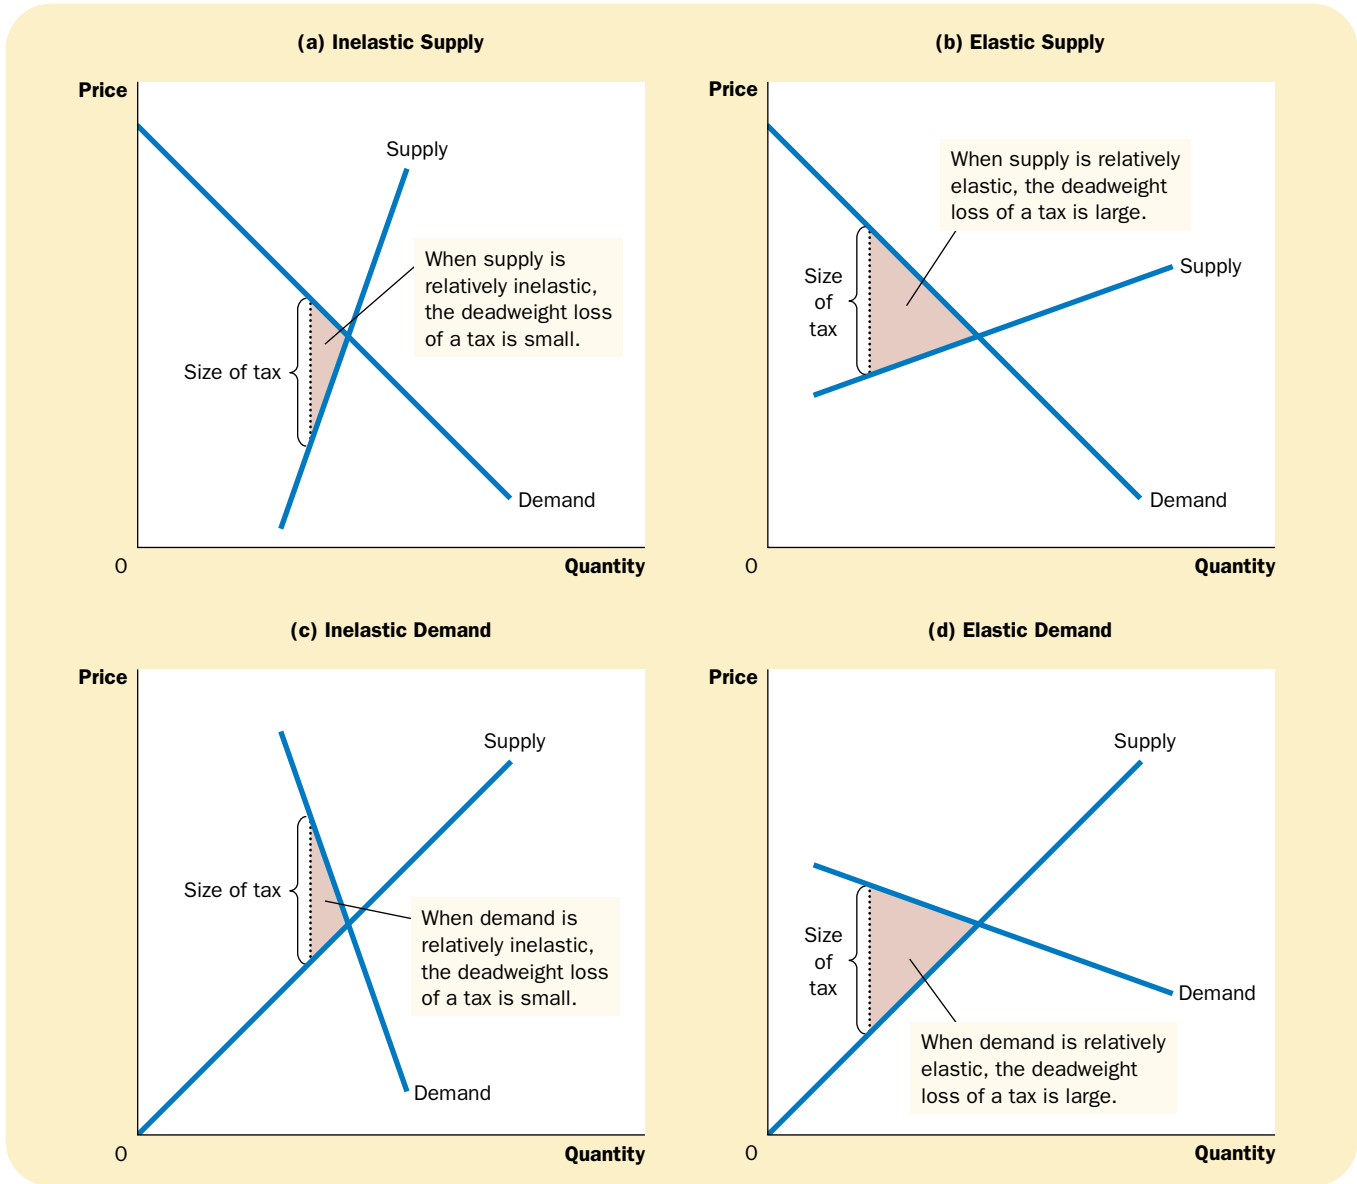 (a) Inelastic Supply
Price
Supply
When supply is
relatively inelastic,
the deadweight loss
of a tax is small.
Size of tax
Demand
0
Quantity
(b) Elastic Supply
Price
When supply is relatively
elastic, the deadweight
loss of a tax is large.
Size
of
tax
Supply
Demand
0
Quantity
(c) Inelastic Demand
Price
Supply
Size of tax
When demand is
relatively inelastic,
the deadweight loss
of a tax is small.
Demand
0
Quantity
(d) Elastic Demand
Price
Supply
Size
of
tax
Demand
When demand is relatively
elastic, the deadweight
loss of a tax is large.
0
Quantity